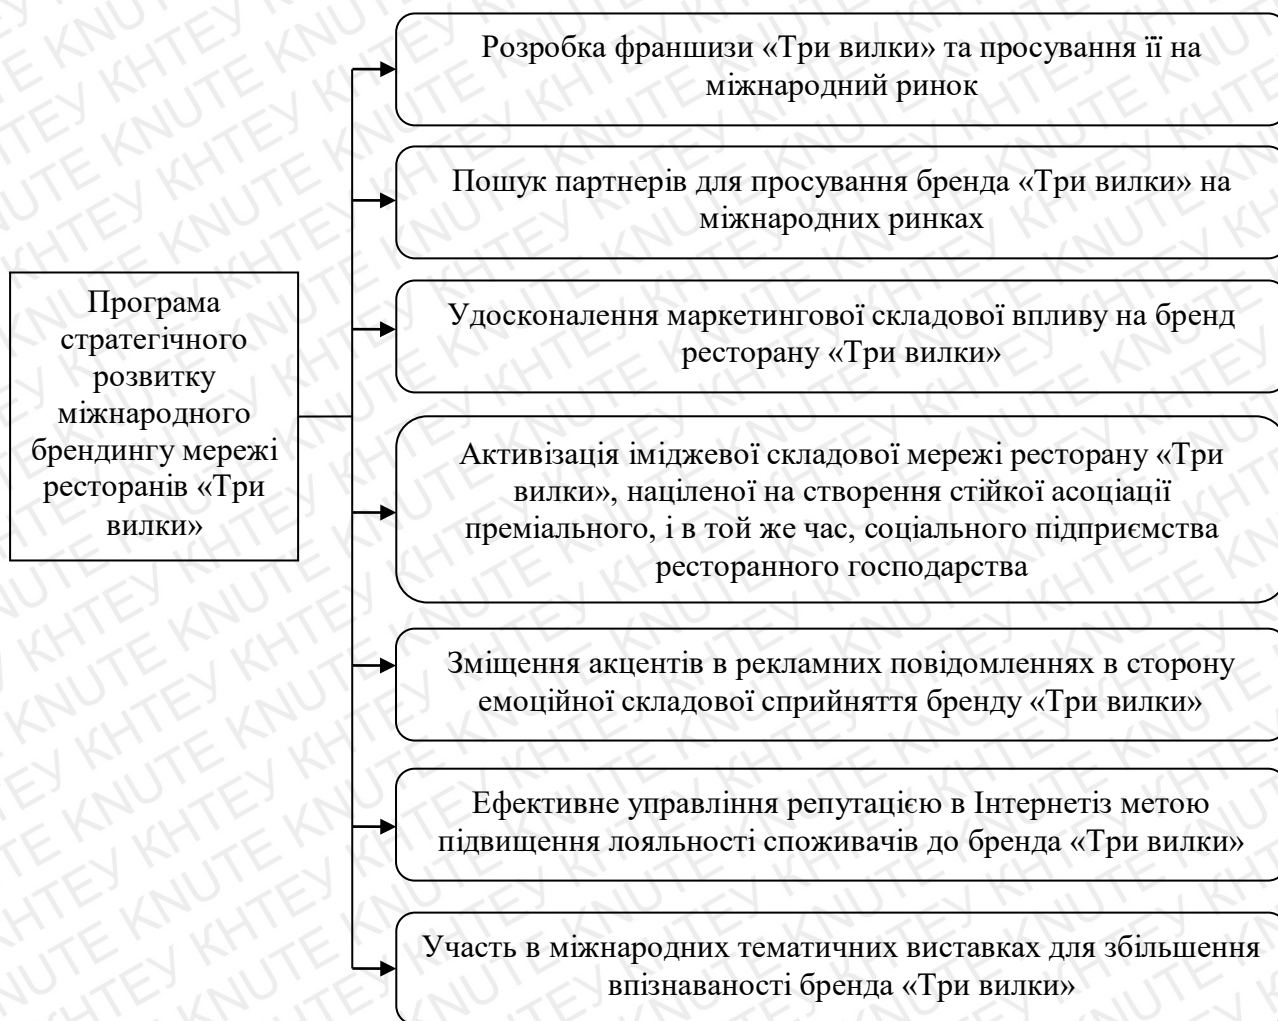 Розробка франшизи «Три вилки» та просування її на
міжнародний ринок
Пошук партнерів для просування бренда «Три вилки» на
міжнародних ринках
Програма
стратегічного
розвитку
міжнародного
брендингу мережі
ресторанів «Три
вилки»
Удосконалення маркетингової складової впливу на бренд
ресторану «Три вилки»
Активізація іміджевої складової мережі ресторану «Три
вилки», націленої на створення стійкої асоціації
преміального, і в той же час, соціального підприємства
ресторанного господарства
Зміщення акцентів в рекламних повідомленнях в сторону
емоційної складової сприйняття бренду «Три вилки»
Ефективне управління репутацією в Інтернетіз метою
підвищення лояльності споживачів до бренда «Три вилки»
Участь в міжнародних тематичних виставках для збільшення
впізнаваності бренда «Три вилки»